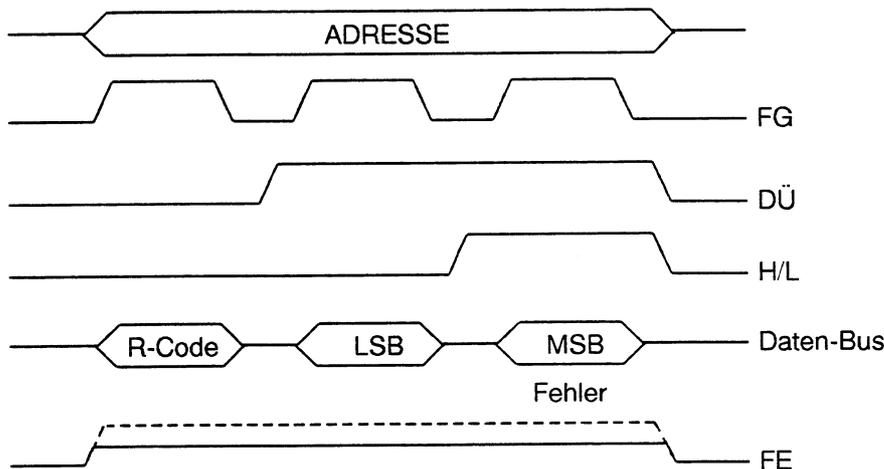 ADRESSE
FG
DÜ
H/L
R-Code LSB MSB Daten-Bus
Fehler
FE